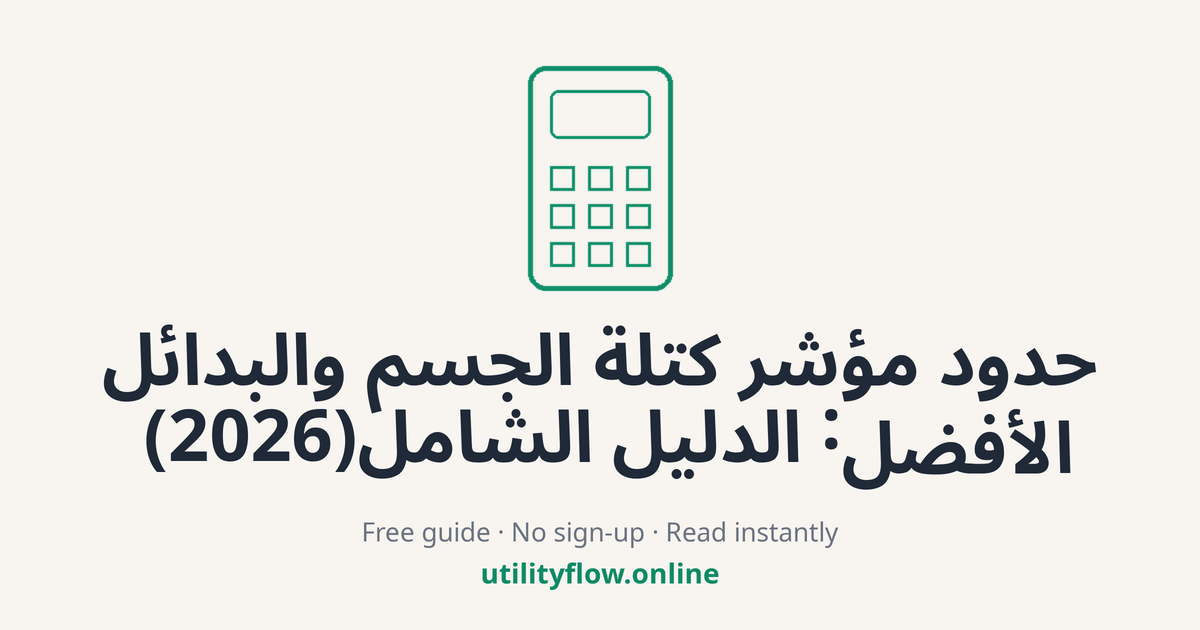 حدود مؤشر كتلة الجسم والبدائل
الأفضل: الدليل الشامل(2026)
Free guide · No sign-up · Read instantly
utilityflow.online